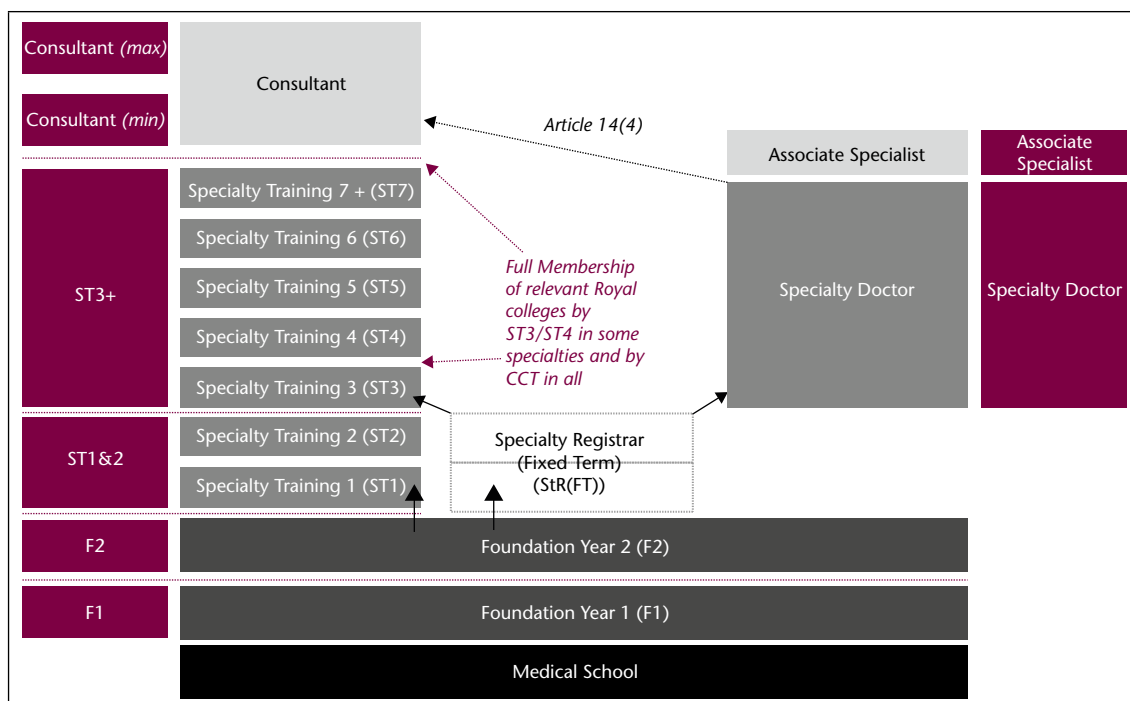 Consultant (max)
Consultant
Consultant (min)
Article 14(4)
Associate Specialist
Associate
Specialist
Specialty Training 7 + (ST7)
Specialty Training 6 (ST6)
Specialty Training 5 (ST5)
Specialty Training 4 (ST4)
Specialty Training 3 (ST3)
ST3+
Full Membership
of relevant Royal
colleges by
ST3/ST4 in some
specialties and by
CCT in all
Specialty Doctor
Specialty Doctor
ST1&2
Specialty Training 2 (ST2)
Specialty Training 1 (ST1)
Specialty Registrar
(Fixed Term)
(StR(FT))
F2
Foundation Year 2 (F2)
F1
Foundation Year 1 (F1)
Medical School